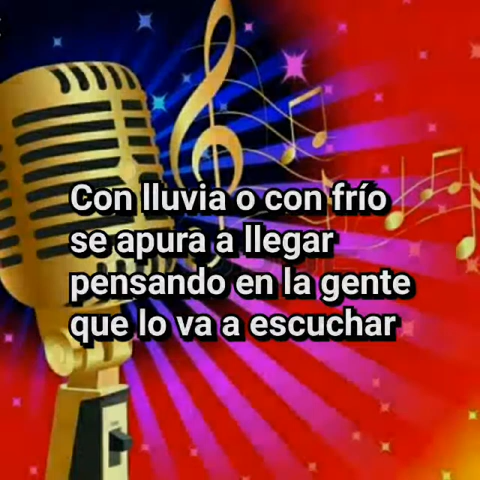 Con lluvia o con frío
se apura a llegar
pensando en la gente
que lo va a escuchar